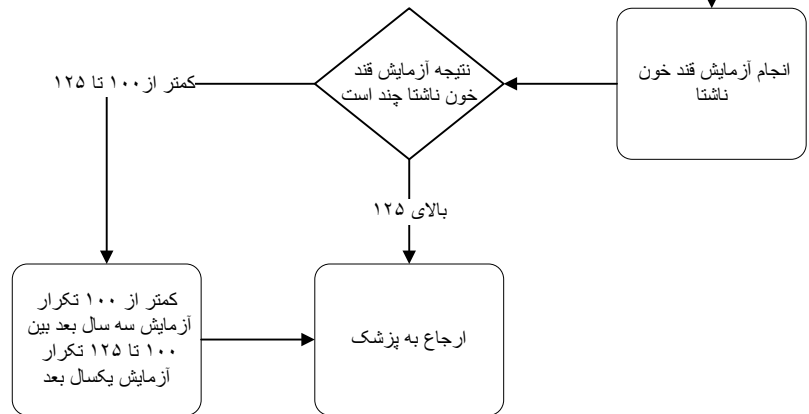 انجام آزمایش قند خون
ناشتا
نتیجه آزمایش قند
خون ناشتا چند است
کمتر از ۱۰۰ تا ۱۲۵
بالای ۱۲۵
کمتر از ۱۰۰ تکرار
آزمایش سه سال بعد بین
۱۰۰ تا ۱۲۵ تکرار
آزمایش یکسال بعد
ارجاع به پزشک